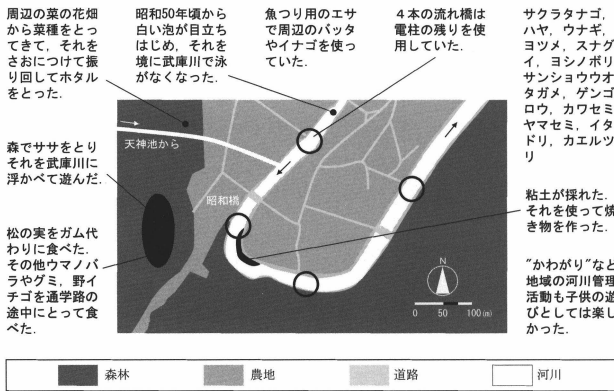 周辺の菜の花畑
から菜種をとっ
てきて，それを
さおにつけて振
り回してホタル
をとった．
昭和50年頃から
白い泡が目立ち
はじめ，それを
境に武庫川で泳
がなくなった．
魚つり用のエサ
で周辺のバッタ
やイナゴを使っ
ていた．
４本の流れ橋は
電柱の残りを使
用していた．
サクラタナゴ，
ハヤ，ウナギ，
ヨツメ，スナグ
イ，ヨシノボリ
サンショウウオ
タガメ，ゲンゴ
ロウ，カワセミ
ヤマセミ，イタ
ドリ，カエルツ
リ
森でササをとり
それを武庫川に
浮かべて遊んだ．
松の実をガム代
わりに食べた．
その他ウマノバ
ラやグミ，野イ
チゴを通学路の
途中にとって食
べた．
天神池から
昭和橋
粘土が採れた．
それを使って焼
き物を作った．
"かわがり"など
地域の河川管理
活動も子供の遊
びとしては楽し
かった．
N
0 50 100(m)
森林 農地 道路 河川